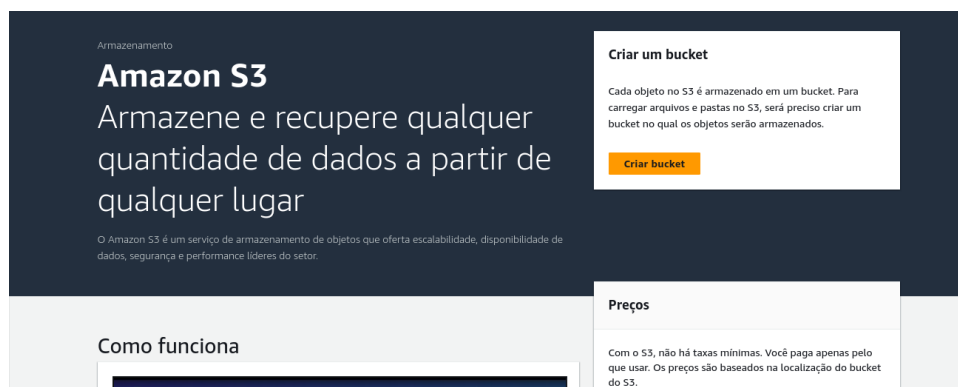 Armazenamento
Amazon S3
Armazene e recupere qualquer
quantidade de dados a partir de
qualquer lugar
O Amazon S3 é um serviço de armazenamento de objetos que oferta escalabilidade, disponibilidade de
dados, segurança e performance líderes do setor.
Criar um bucket
Cada objeto no S3 é armazenado em um bucket. Para
carregar arquivos e pastas no S3, será preciso criar um
bucket no qual os objetos serão armazenados.
Criar bucket
Como funciona
Preços
Com o S3, não há taxas mínimas. Você paga apenas pelo
que usar. Os preços são baseados na localização do bucket
do S3.